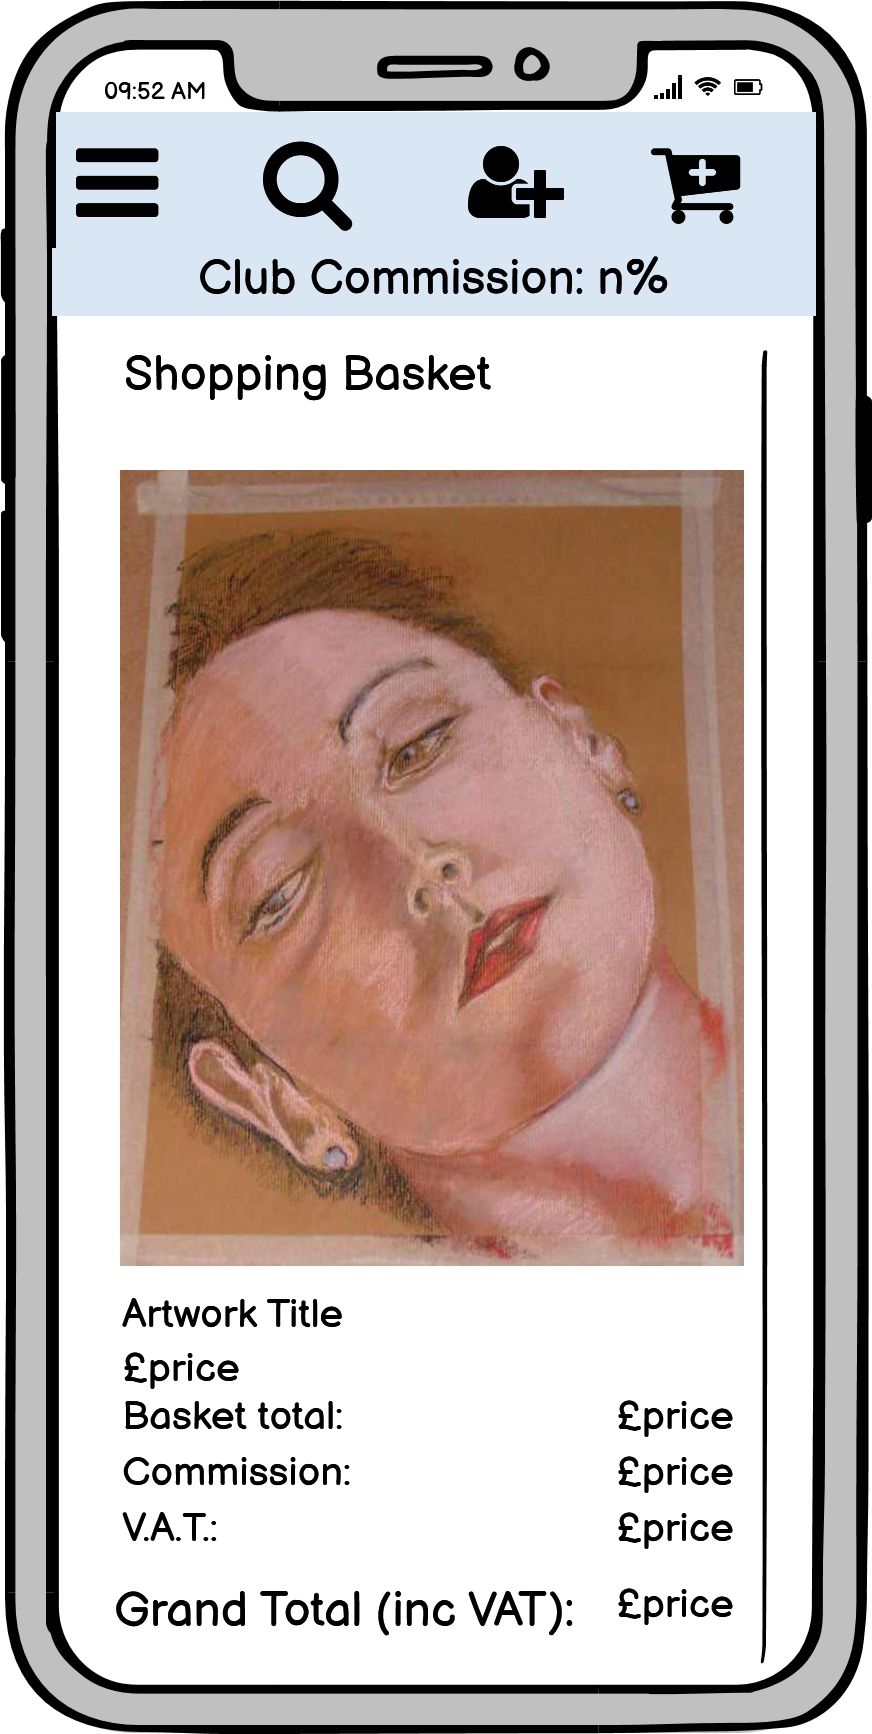 09:52 AM
Club Commission: n%
Shopping Basket
Artwork Title
£price
Basket total: £price
Commission: £price
V.A.T.: £price
Grand Total (inc VAT): £price